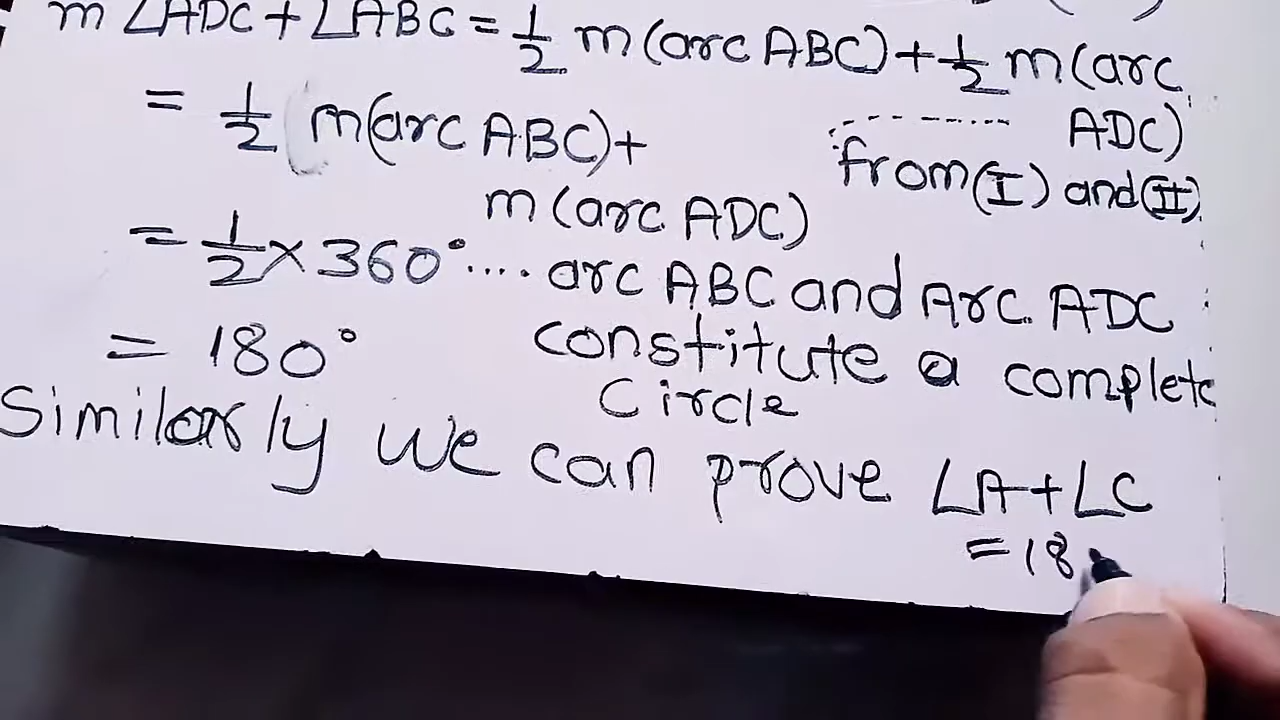 m∠ADC+∠ABC=1/2 m(arc ABC)+1/2 m(arc
ADC)
= 1/2 m(arc ABC)+
from(I) and(II)
m(arc ADC)
= 1/2×360°.... arc ABC and Arc ADC
= 180° constitute a complete
Circle
Similarly we can prove ∠A+∠C
=18